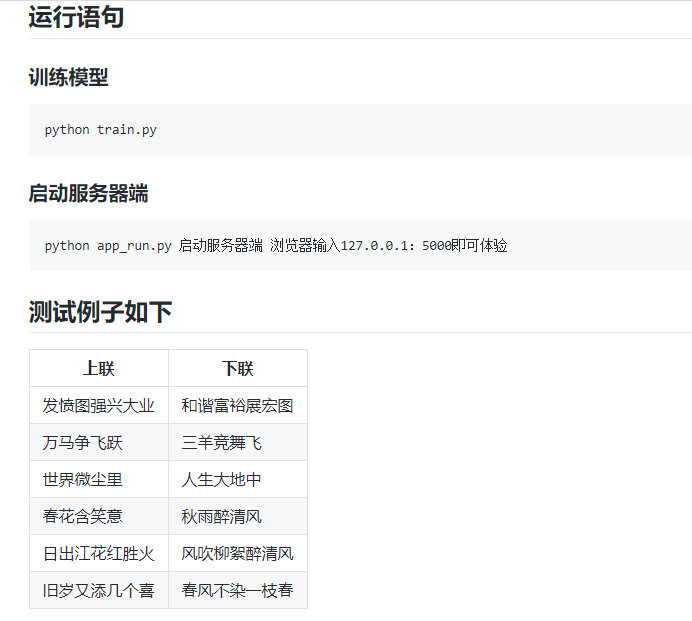 运行语句
训练模型
python train.py
启动服务器端
python app_run.py 启动服务器端 浏览器输入127.0.0.1：5000即可体验
测试例子如下
上联 下联
发愤图强兴大业 和谐富裕展宏图
万马争飞跃 三羊竞舞飞
世界微尘里 人生大地中
春花含笑意 秋雨醉清风
日出江花红胜火 风吹柳絮醉清风
旧岁又添几个喜 春风不染一枝春